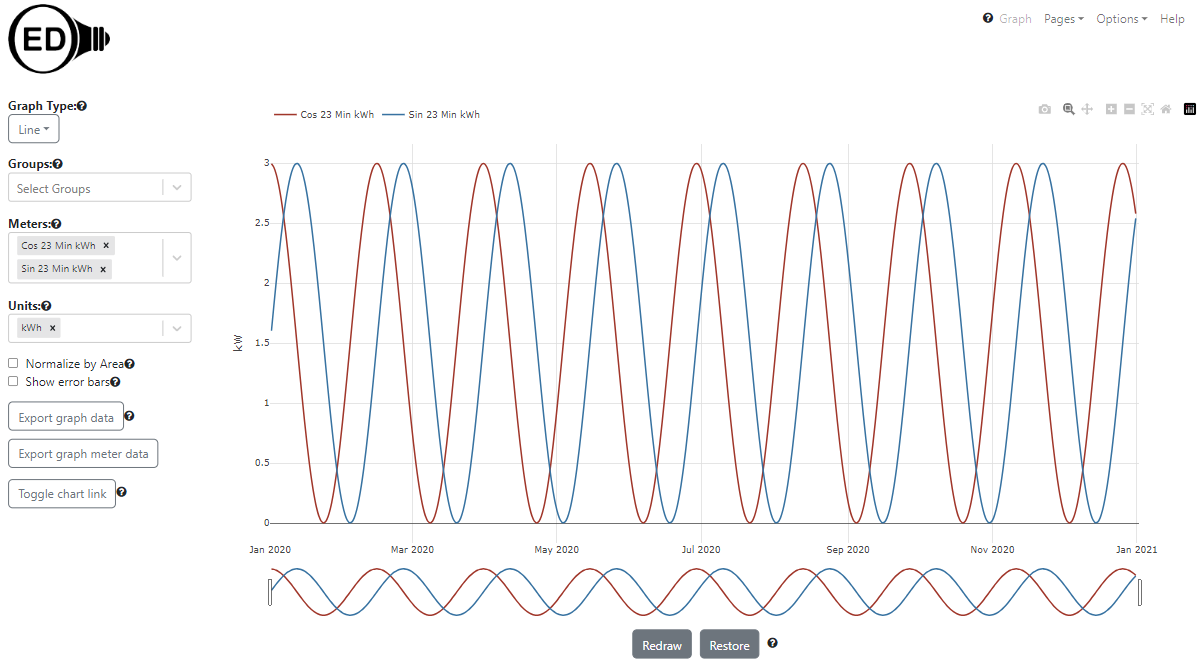 ED
Graph Pages Options Help
Graph Type:
Line
Groups:
Select Groups
Meters:
Cos 23 Min kWh ×
Sin 23 Min kWh ×
Units:
kWh ×
Normalize by Area
Show error bars
Export graph data
Export graph meter data
Toggle chart link
Cos 23 Min kWh Sin 23 Min kWh
kW
3
2.5
2
1.5
1
0.5
0
Jan 2020 Mar 2020 May 2020 Jul 2020 Sep 2020 Nov 2020 Jan 2021
Redraw Restore